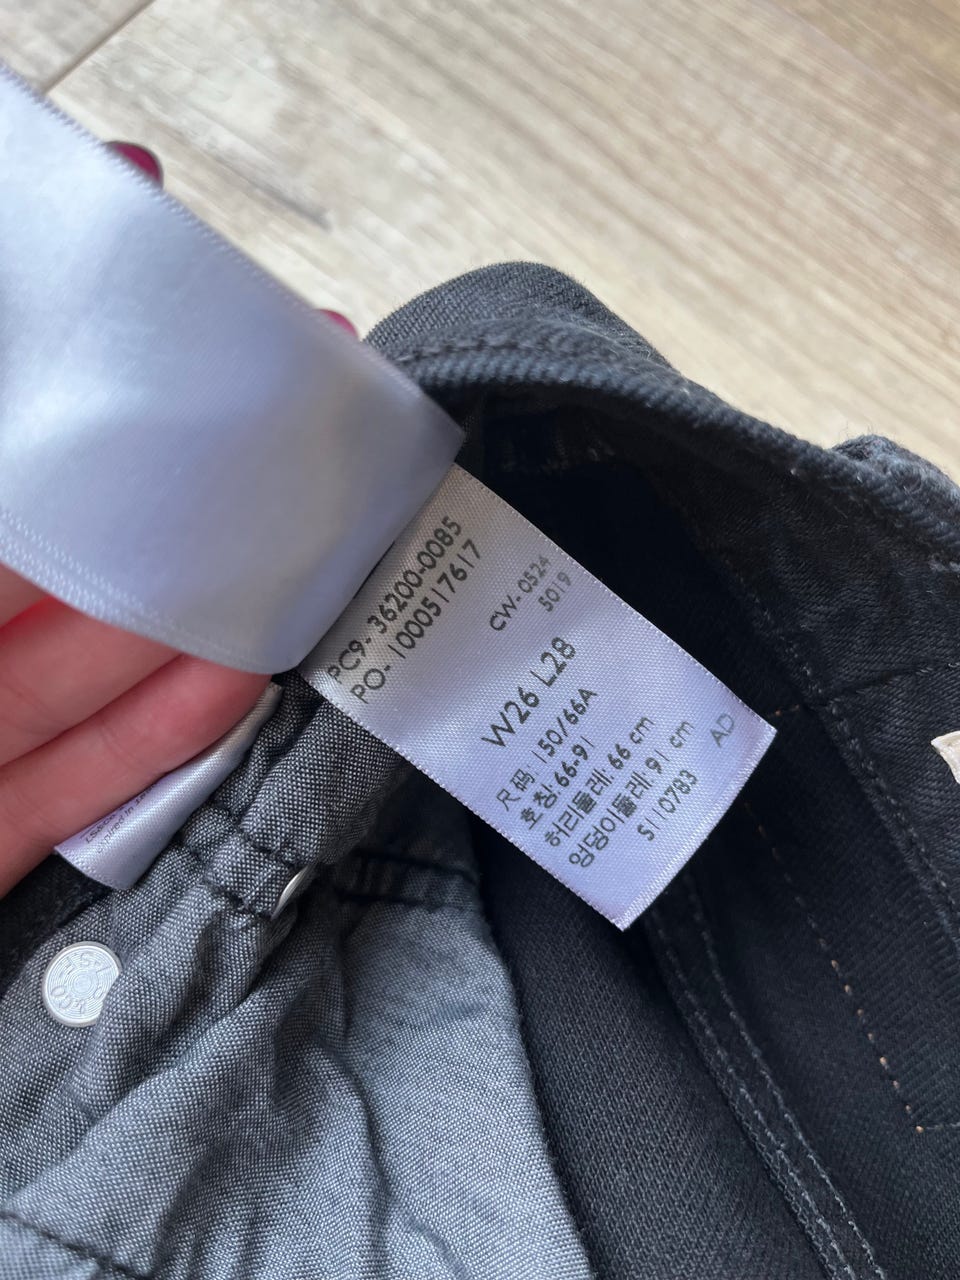 PC9- 36200-0085
PO- 1000517617
CW- 0524
5019
W26 L28
尺码: 150/66A
호칭: 66-91
허리둘레: 66 cm
엉덩이둘레: 91 cm
S110783 AD